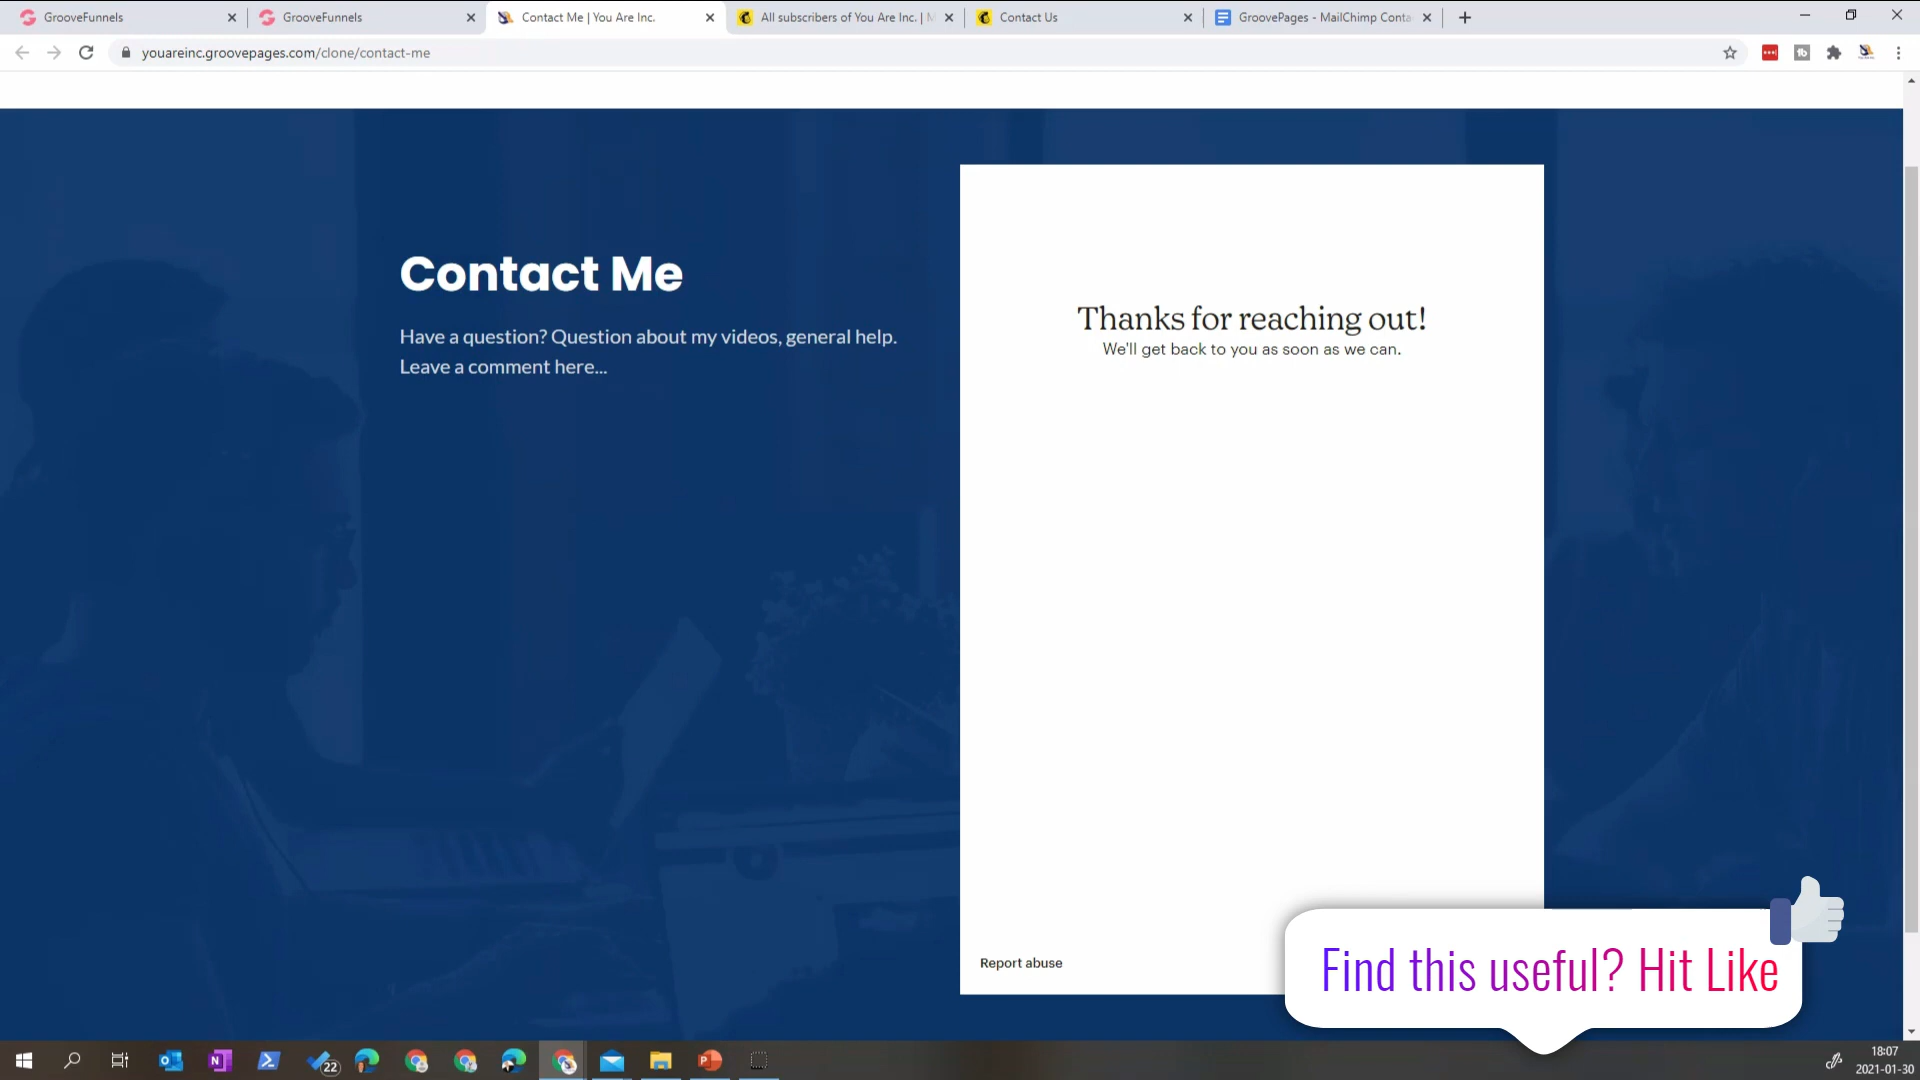 GrooveFunnels
GrooveFunnels
Contact Me | You Are Inc.
All subscribers of You Are Inc. | M
Contact Us
GroovePages - MailChimp Conta
youareinc.groovepages.com/clone/contact-me
Contact Me
Have a question? Question about my videos, general help.
Leave a comment here...
Thanks for reaching out!
We'll get back to you as soon as we can.
Report abuse
Find this useful? Hit Like
22
18:07
2021-01-30